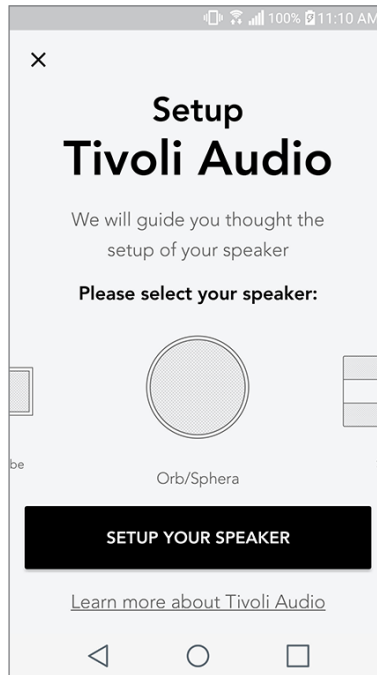 100% 11:10 AM
Setup
Tivoli Audio
We will guide you thought the
setup of your speaker
Please select your speaker:
be
Orb/Sphera
SETUP YOUR SPEAKER
Learn more about Tivoli Audio